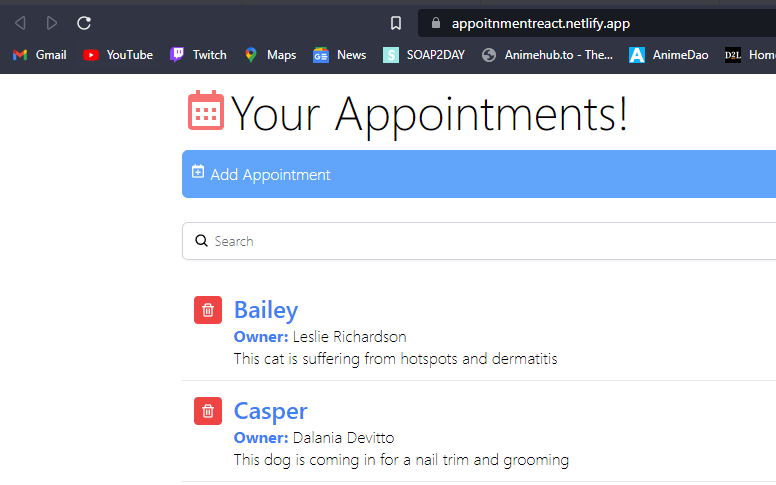 appoitnmentreact.netlify.app
Gmail YouTube Twitch Maps News SOAP2DAY Animehub.to - The... AnimeDao D2L Hom
Your Appointments!
Add Appointment
Search
Bailey
Owner: Leslie Richardson
This cat is suffering from hotspots and dermatitis
Casper
Owner: Dalania Devitto
This dog is coming in for a nail trim and grooming